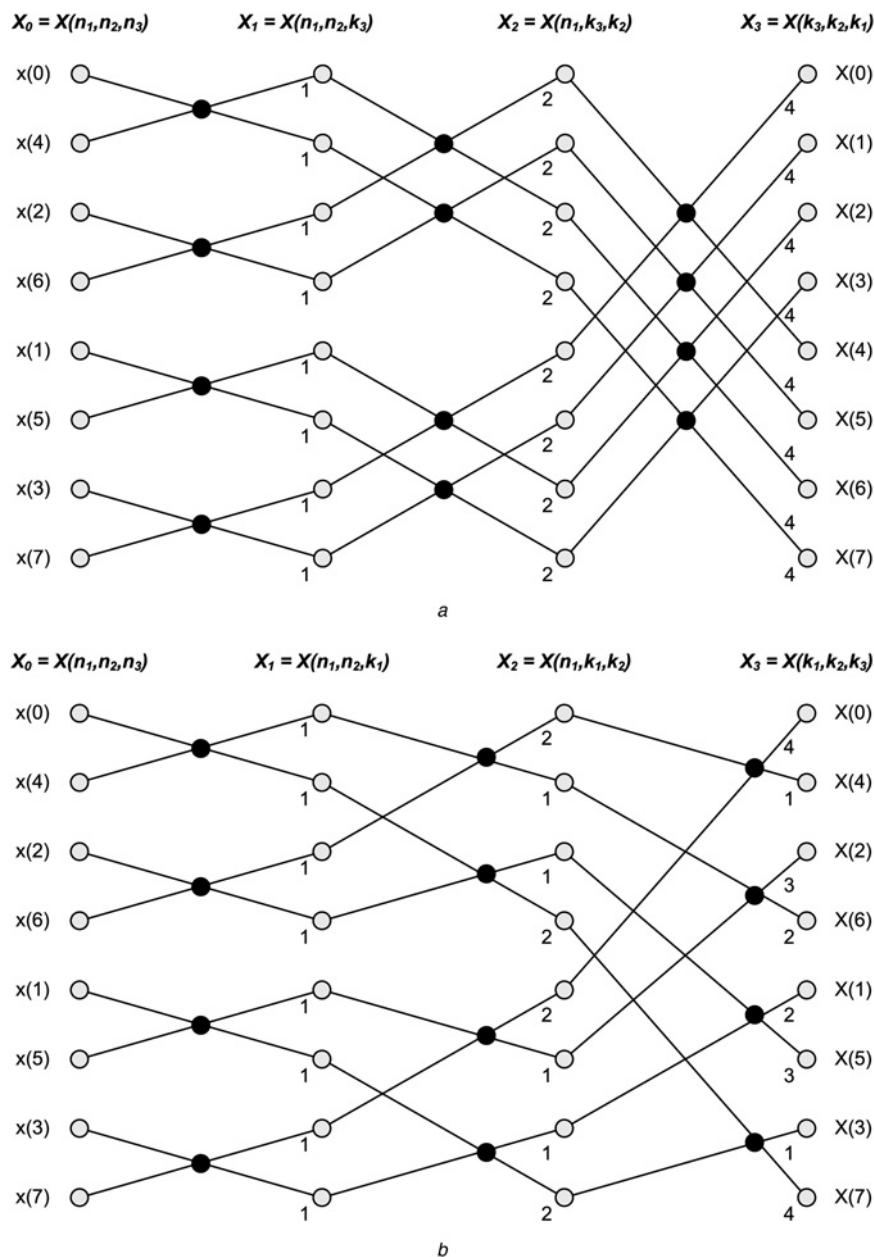 X₀ = X(n₁,n₂,n₃) X₁ = X(n₁,n₂,k₃) X₂ = X(n₁,k₃,k₂) X₃ = X(k₃,k₂,k₁)
x(0) 1 2 4 X(0)
x(4) 1 2 4 X(1)
x(2) 1 2 4 X(2)
x(6) 1 2 4 X(3)
x(1) 1 2 4 X(4)
x(5) 1 2 4 X(5)
x(3) 1 2 4 X(6)
x(7) 1 2 4 X(7)
a
X₀ = X(n₁,n₂,n₃) X₁ = X(n₁,n₂,k₁) X₂ = X(n₁,k₁,k₂) X₃ = X(k₁,k₂,k₃)
x(0) 1 2 4 X(0)
x(4) 1 1 1 X(4)
x(2) 1 1 3 X(2)
x(6) 1 2 2 X(6)
x(1) 1 2 2 X(1)
x(5) 1 1 3 X(5)
x(3) 1 1 1 X(3)
x(7) 1 2 4 X(7)
b